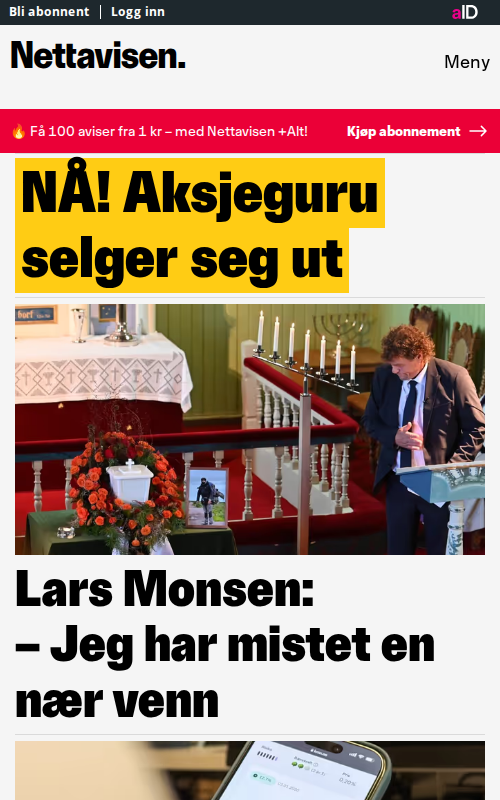 Bli abonnent
Logg inn
aID
Nettavisen.
Meny
🔥 Få 100 aviser fra 1 kr – med Nettavisen +Alt!
Kjøp abonnement →
NÅ! Aksjeguru
selger seg ut
Lars Monsen:
– Jeg har mistet en
nær venn